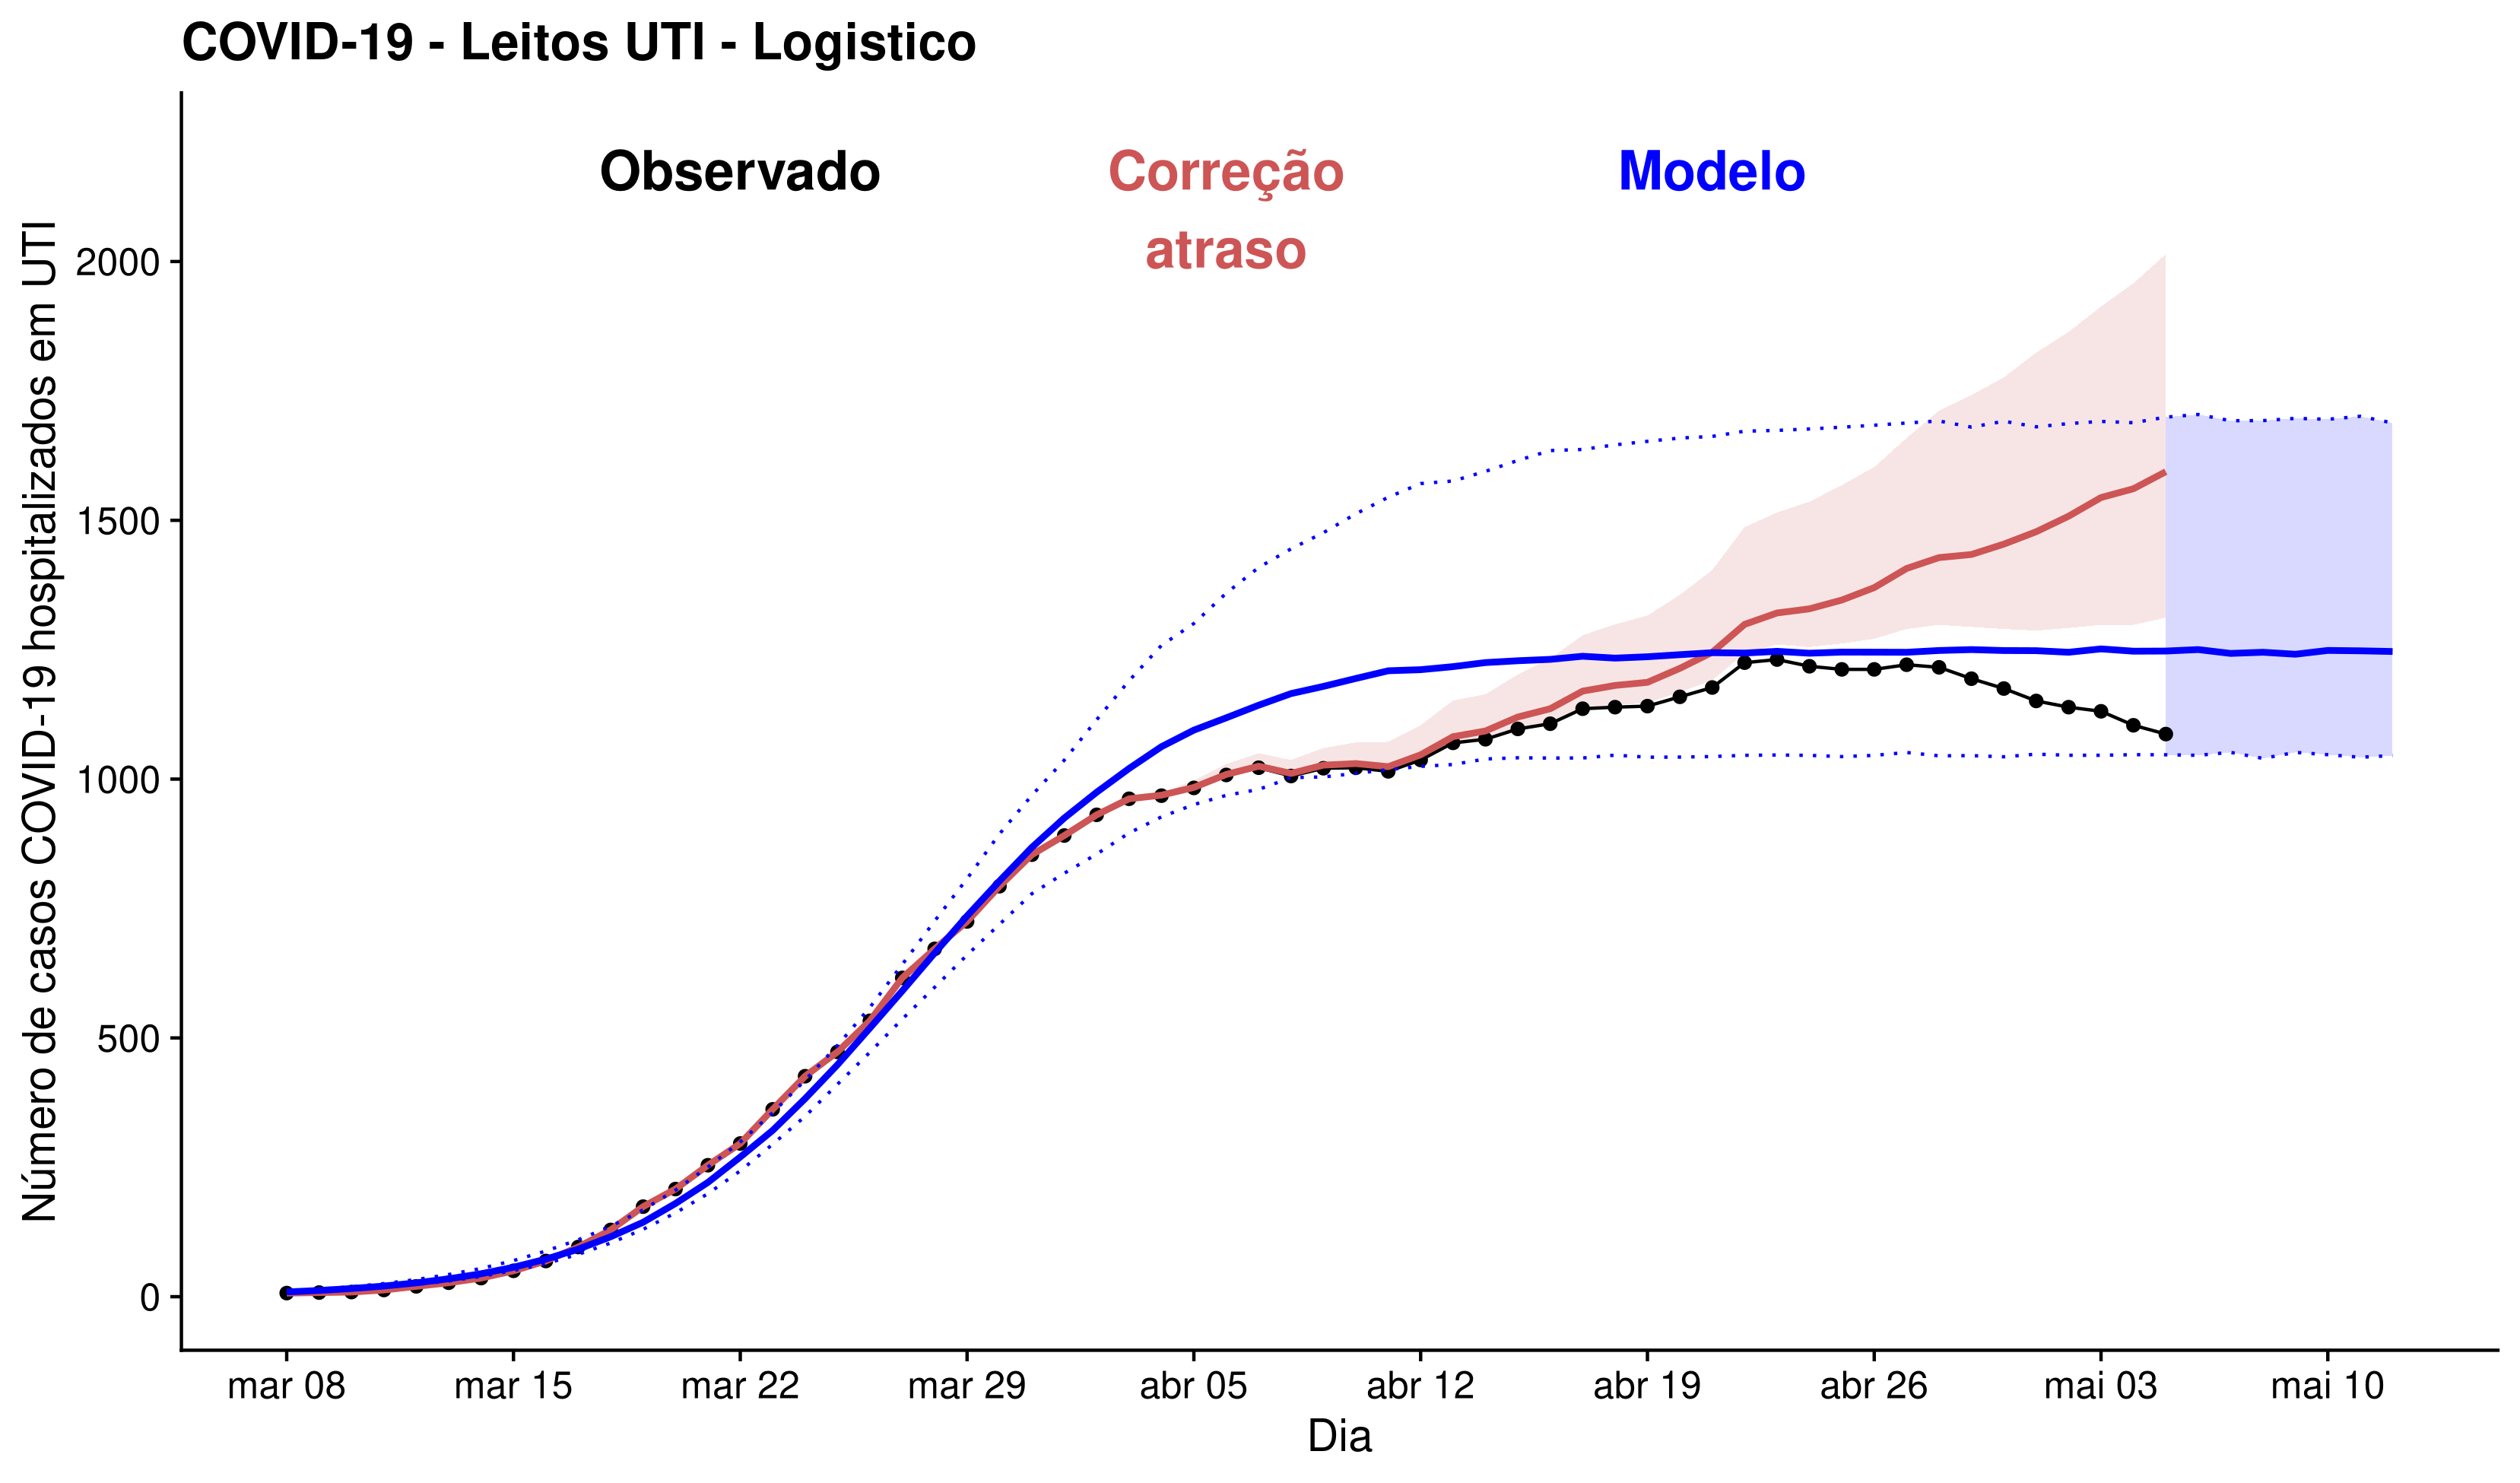 COVID-19 - Leitos UTI - Logistico
Observado
Correção
atraso
Modelo
Número de casos COVID-19 hospitalizados em UTI
2000
1500
1000
500
0
mar 08
mar 15
mar 22
mar 29
abr 05
abr 12
abr 19
abr 26
mai 03
mai 10
Dia